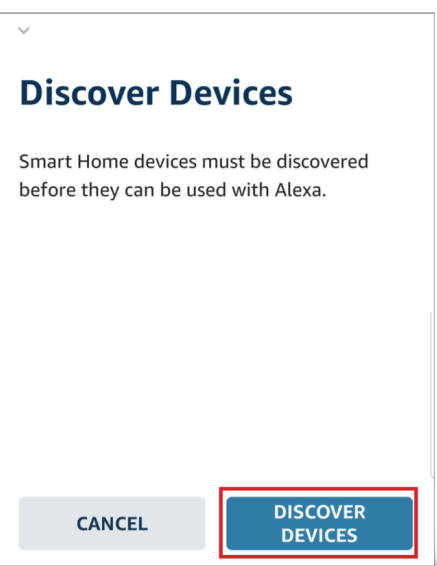 Discover Devices
Smart Home devices must be discovered
before they can be used with Alexa.
CANCEL
DISCOVER
DEVICES